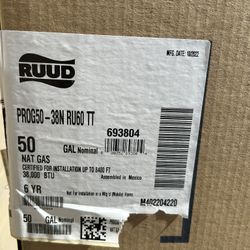 MFG. DATE: 10/2022
RUUD
PROG50-38N RU60 TT
693804
50 GAL Nominal
NAT GAS
CERTIFIED FOR INSTALLATION UP TO 5400 FT
38,000 BTU
Assembled in Mexico
6 YR
Not For Installation in a Mfg'd (Mobile) Home
M402204220
50 GAL Nominal